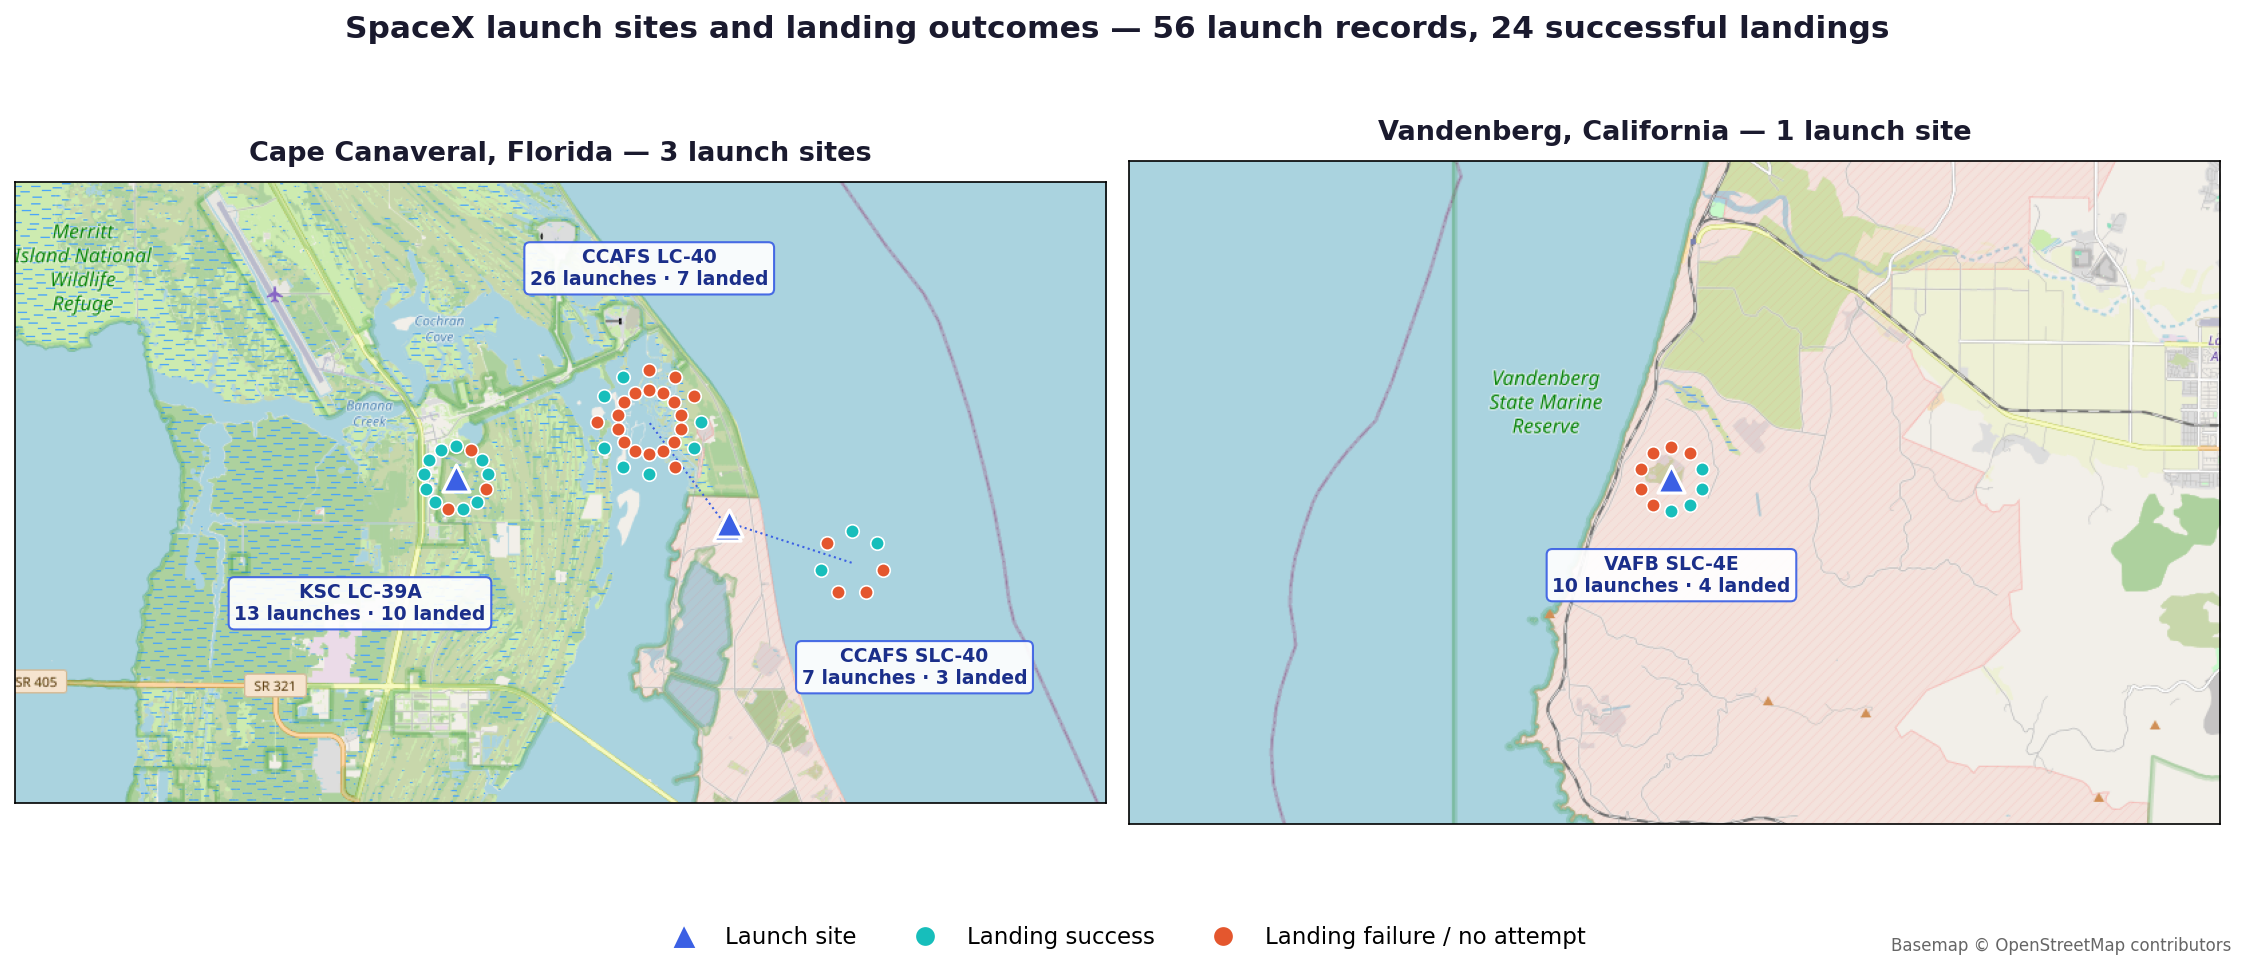 SpaceX launch sites and landing outcomes — 56 launch records, 24 successful landings
Cape Canaveral, Florida — 3 launch sites
Merritt
Island National
Wildlife
Refuge
CCAFS LC-40
26 launches · 7 landed
Cochran
Cove
Banana
Creek
KSC LC-39A
13 launches · 10 landed
CCAFS SLC-40
7 launches · 3 landed
SR 405
SR 321
Vandenberg, California — 1 launch site
Vandenberg
State Marine
Reserve
VAFB SLC-4E
10 launches · 4 landed
Launch site
Landing success
Landing failure / no attempt
Basemap © OpenStreetMap contributors